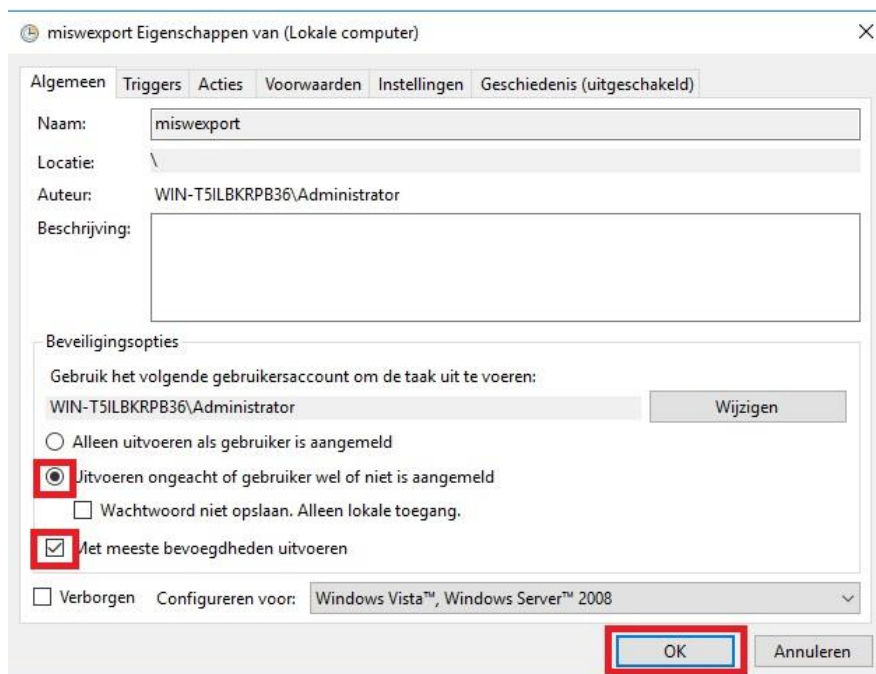 miswexport Eigenschappen van (Lokale computer)
Algemeen Triggers Acties Voorwaarden Instellingen Geschiedenis (uitgeschakeld)
Naam: miswexport
Locatie: \
Auteur: WIN-T5ILBKRPB36\Administrator
Beschrijving:
Beveiligingsopties
Gebruik het volgende gebruikersaccount om de taak uit te voeren:
WIN-T5ILBKRPB36\Administrator Wijzigen
Alleen uitvoeren als gebruiker is aangemeld
Uitvoeren ongeacht of gebruiker wel of niet is aangemeld
Wachtwoord niet opslaan. Alleen lokale toegang.
Met meeste bevoegdheden uitvoeren
Verborgen Configureren voor: Windows Vista™, Windows Server™ 2008
OK Annuleren